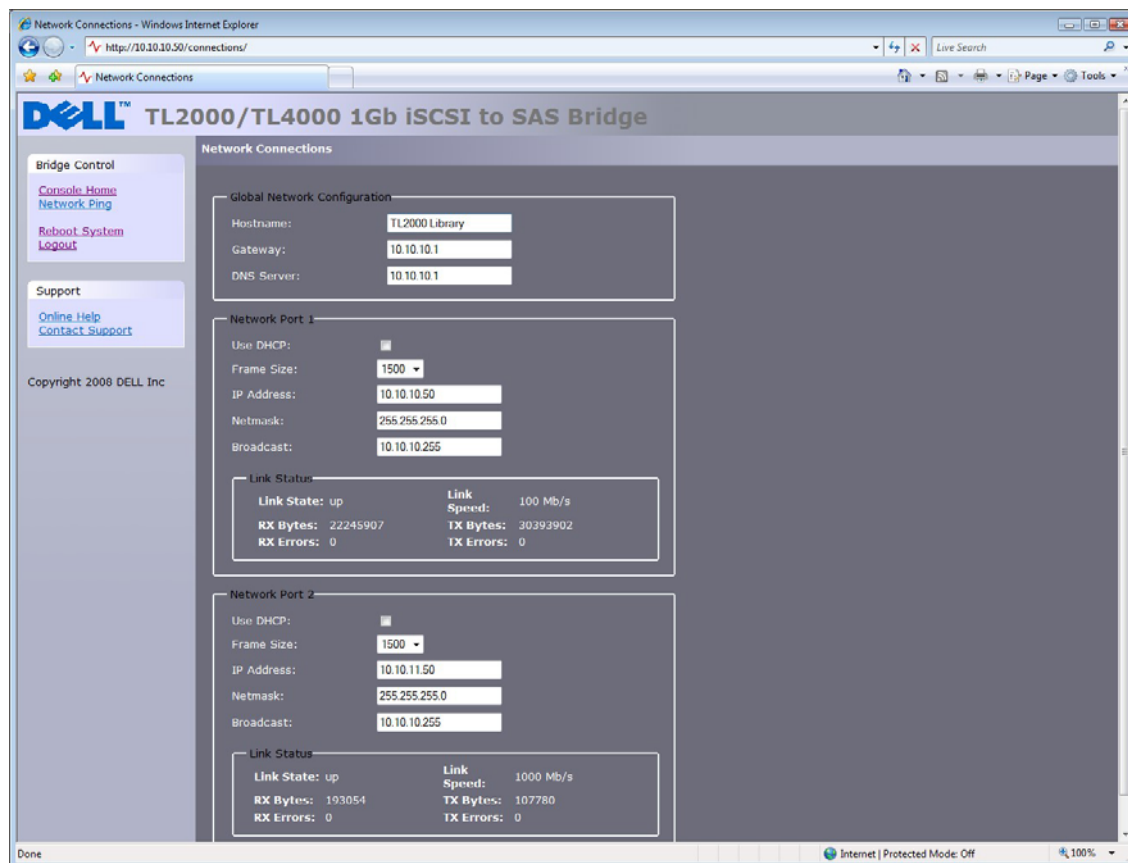 Network Connections - Windows Internet Explorer
http://10.10.10.50/connections/
Live Search
Network Connections
Page
Tools
DELL™ TL2000/TL4000 1Gb iSCSI to SAS Bridge
Bridge Control
Console Home
Network Ping
Reboot System
Logout
Support
Online Help
Contact Support
Copyright 2008 DELL Inc
Network Connections
Global Network Configuration
Hostname: TL2000 Library
Gateway: 10.10.10.1
DNS Server: 10.10.10.1
Network Port 1
Use DHCP:
Frame Size: 1500
IP Address: 10.10.10.50
Netmask: 255.255.255.0
Broadcast: 10.10.10.255
Link Status
Link State: up Link Speed: 100 Mb/s
RX Bytes: 22245907 TX Bytes: 30393902
RX Errors: 0 TX Errors: 0
Network Port 2
Use DHCP:
Frame Size: 1500
IP Address: 10.10.11.50
Netmask: 255.255.255.0
Broadcast: 10.10.10.255
Link Status
Link State: up Link Speed: 1000 Mb/s
RX Bytes: 193054 TX Bytes: 107780
RX Errors: 0 TX Errors: 0
Done
Internet | Protected Mode: Off
100%